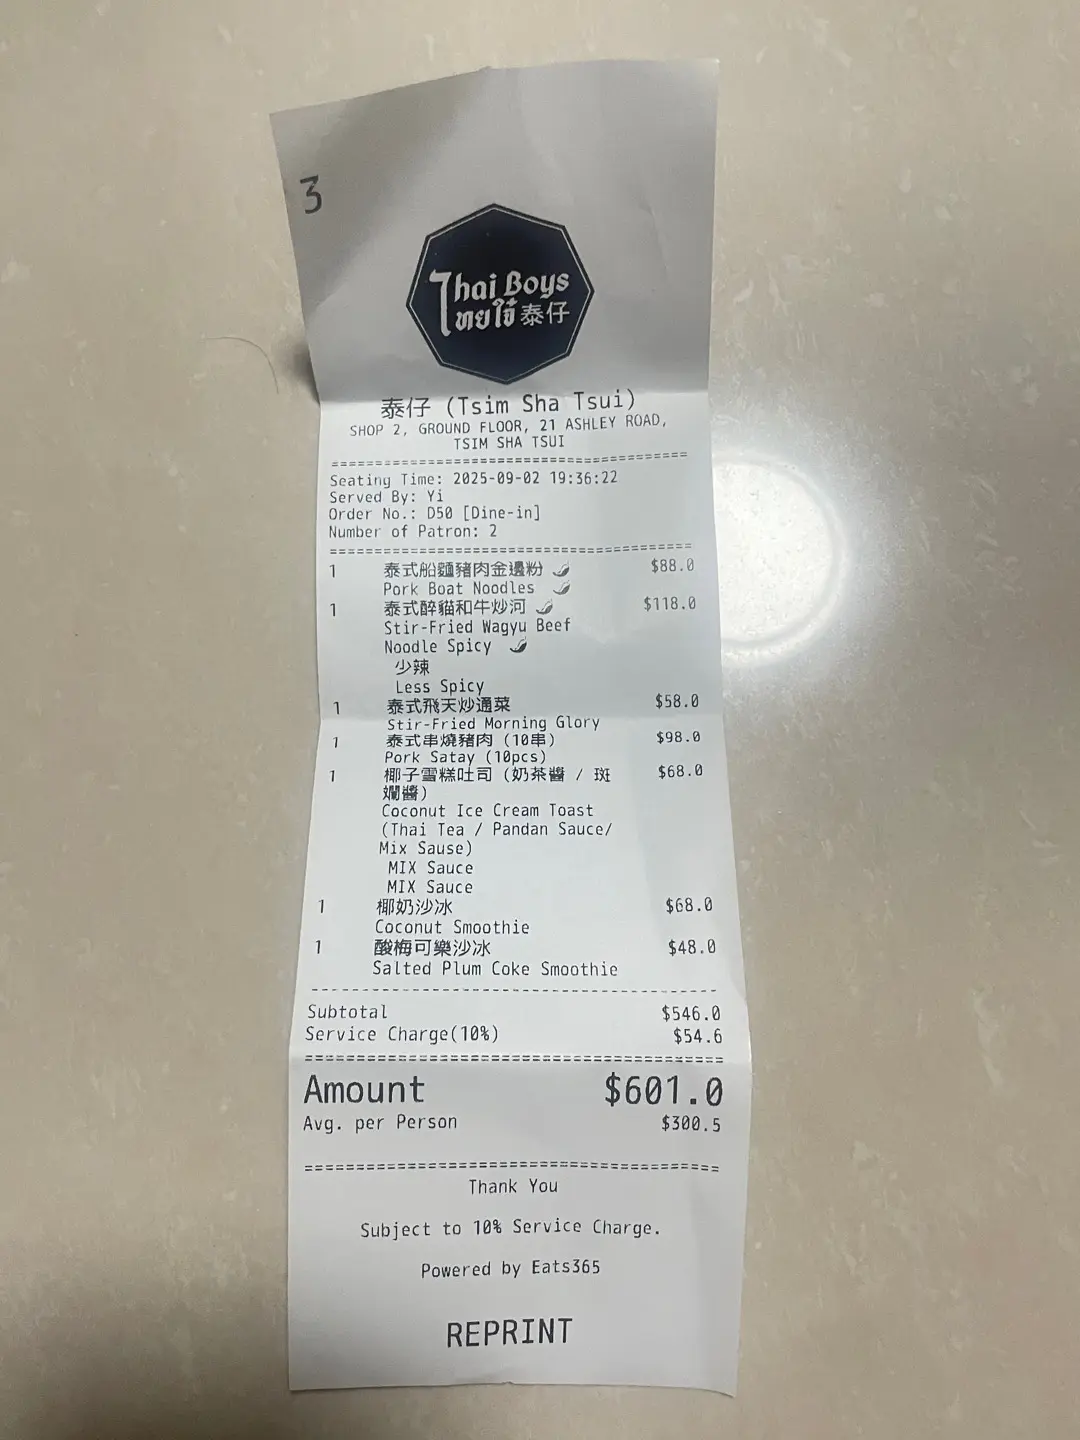 3
Thai Boys
ทยใจ๋ 泰仔
泰仔 (Tsim Sha Tsui)
SHOP 2, GROUND FLOOR, 21 ASHLEY ROAD,
TSIM SHA TSUI
Seating Time: 2025-09-02 19:36:22
Served By: Yi
Order No.: D50 [Dine-in]
Number of Patron: 2
1 泰式船麵豬肉金邊粉 $88.0
Pork Boat Noodles
1 泰式醉貓和牛炒河 $118.0
Stir-Fried Wagyu Beef
Noodle Spicy
少辣
Less Spicy
1 泰式飛天炒通菜 $58.0
Stir-Fried Morning Glory
1 泰式串燒豬肉 (10串) $98.0
Pork Satay (10pcs)
1 椰子雪糕吐司 (奶茶醬 / 斑 $68.0
斕醬)
Coconut Ice Cream Toast
(Thai Tea / Pandan Sauce/
Mix Sause)
MIX Sauce
MIX Sauce
1 椰奶沙冰 $68.0
Coconut Smoothie
1 酸梅可樂沙冰 $48.0
Salted Plum Coke Smoothie
Subtotal $546.0
Service Charge(10%) $54.6
Amount $601.0
Avg. per Person $300.5
Thank You
Subject to 10% Service Charge.
Powered by Eats365
REPRINT